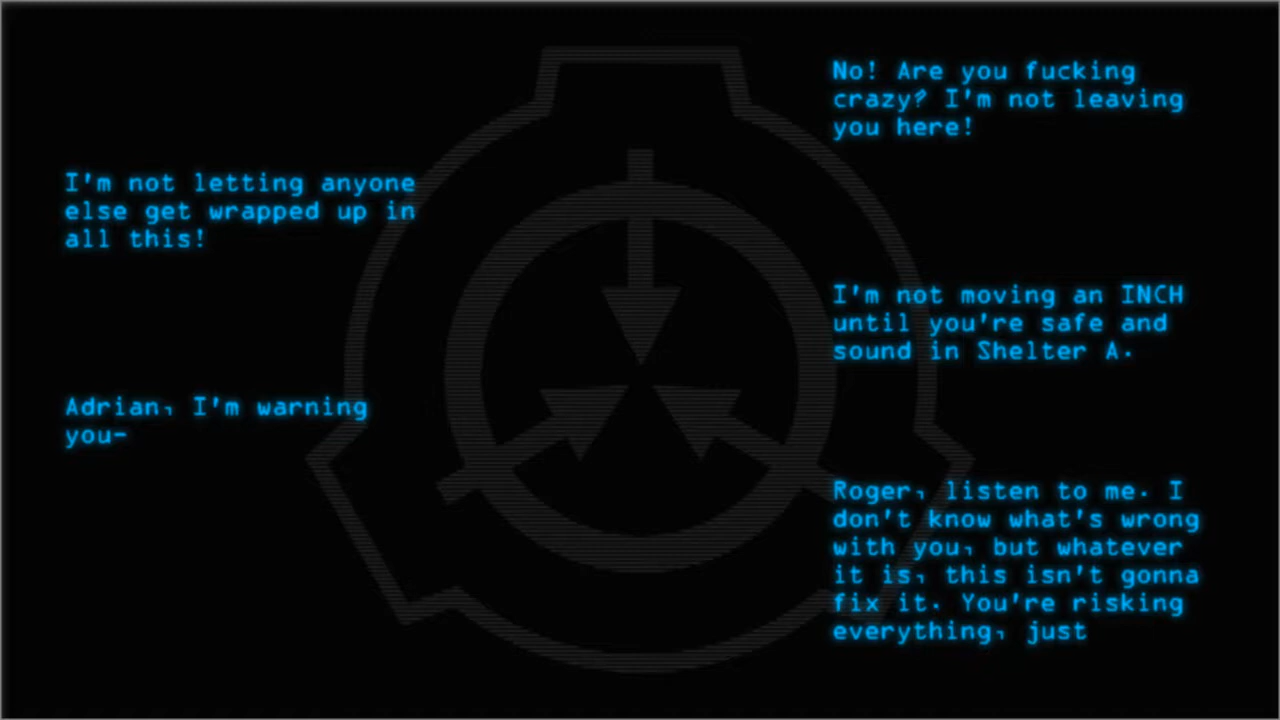 No! Are you fucking
crazy? I'm not leaving
you here!
I'm not letting anyone
else get wrapped up in
all this!
I'm not moving an INCH
until you're safe and
sound in Shelter A.
Adrian, I'm warning
you-
Roger, listen to me. I
don't know what's wrong
with you, but whatever
it is, this isn't gonna
fix it. You're risking
everything, just